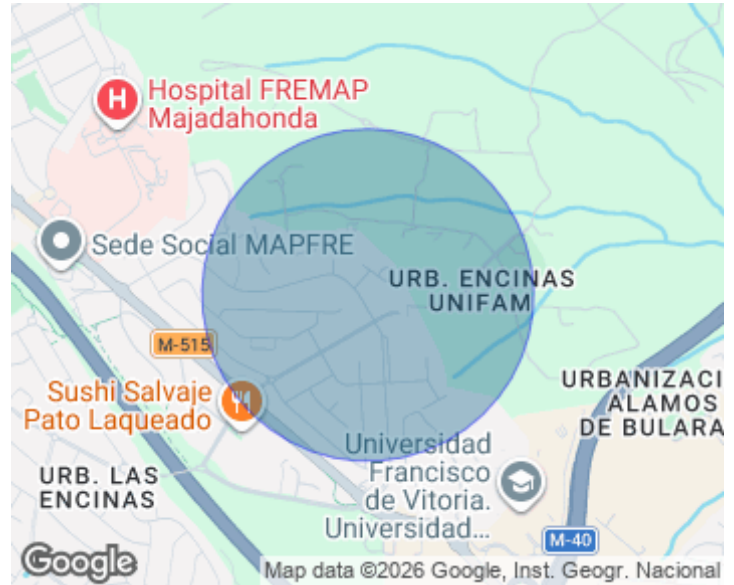 H
Hospital FREMAP
Majadahonda
Sede Social MAPFRE
URB. ENCINAS
UNIFAM
M-515
Sushi Salvaje
Pato Laqueado
URBANIZACI
ALAMOS
DE BULARA
Universidad
Francisco
de Vitoria.
Universidad...
URB. LAS
ENCINAS
M-40
Google
Map data ©2026 Google, Inst. Geogr. Nacional